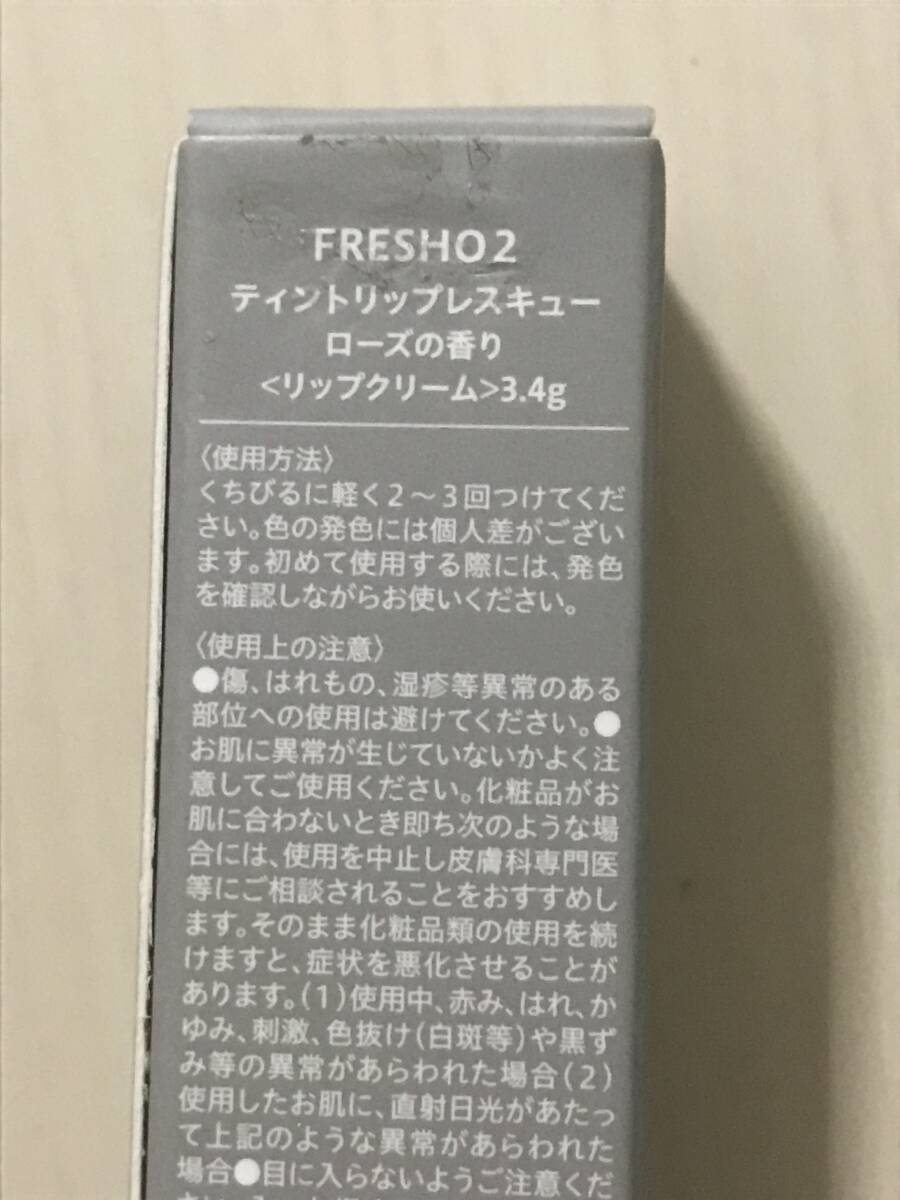 FRESHO2
ティントリップレスキュー
ローズの香り
<リップクリーム>3.4g
〈使用方法〉
くちびるに軽く2～3回つけてくだ
さい。色の発色には個人差がござい
ます。初めて使用する際には、発色
を確認しながらお使いください。
〈使用上の注意〉
●傷、はれもの、湿疹等異常のある
部位への使用は避けてください。●
お肌に異常が生じていないかよく注
意してご使用ください。化粧品がお
肌に合わないとき即ち次のような場
合には、使用を中止し皮膚科専門医
等にご相談されることをおすすめし
ます。そのまま化粧品類の使用を続
けますと、症状を悪化させることが
あります。(1)使用中、赤み、はれ、か
ゆみ、刺激、色抜け(白斑等)や黒ず
み等の異常があらわれた場合(2)
使用したお肌に、直射日光があたっ
て上記のような異常があらわれた
場合●目に入らないようご注意くだ